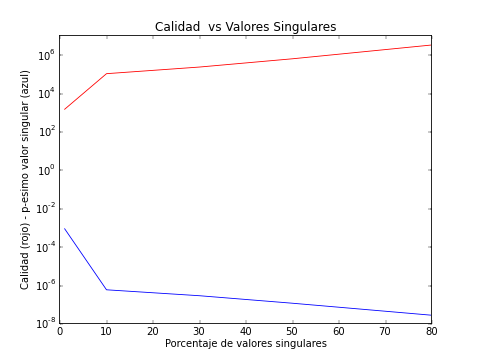 Calidad  vs Valores Singulares
Calidad (rojo) - p-esimo valor singular (azul)
10^6
10^4
10^2
10^0
10^-2
10^-4
10^-6
10^-8
0 10 20 30 40 50 60 70 80
Porcentaje de valores singulares